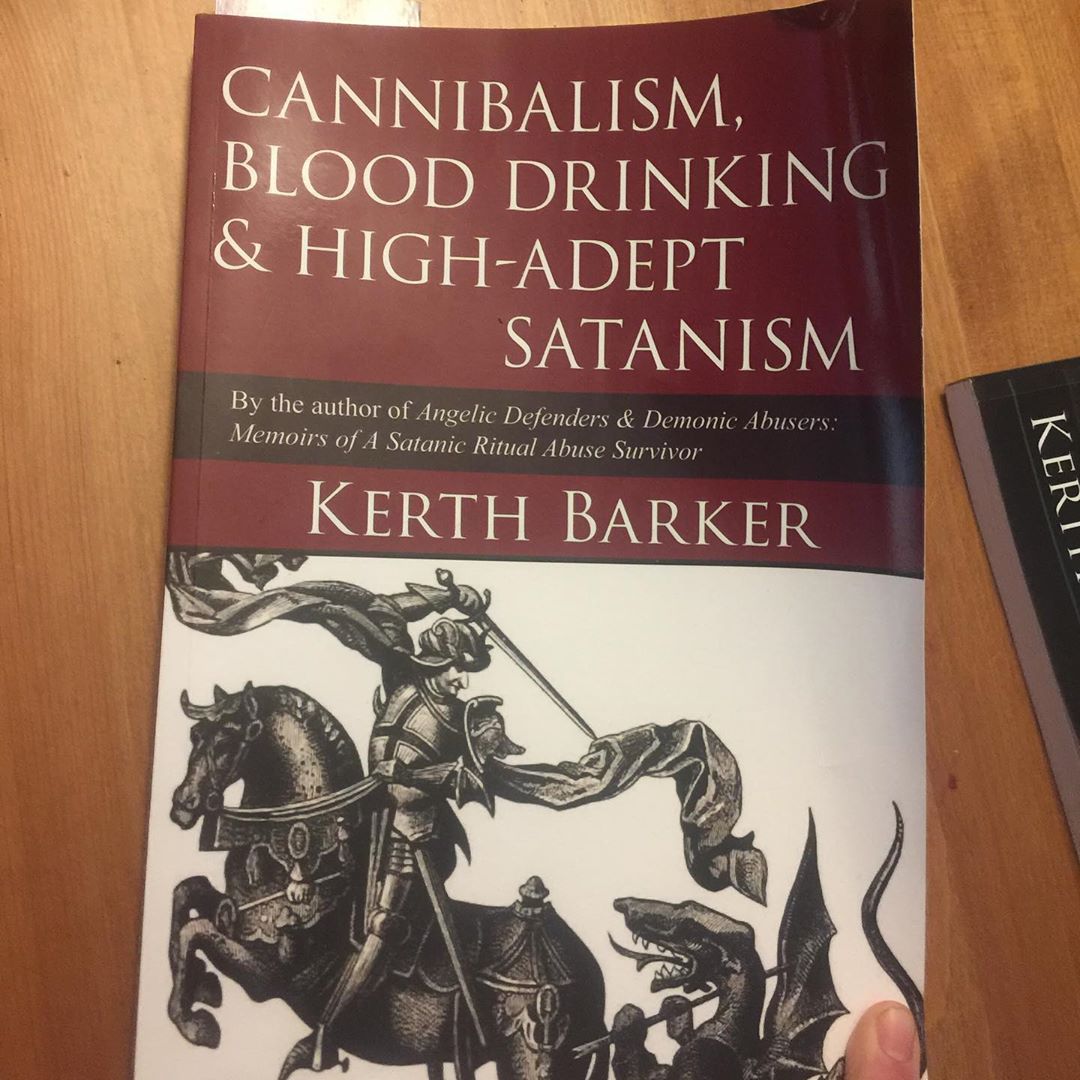 CANNIBALISM,
BLOOD DRINKING
& HIGH-ADEPT
SATANISM
By the author of Angelic Defenders & Demonic Abusers:
Memoirs of A Satanic Ritual Abuse Survivor
KERTH BARKER